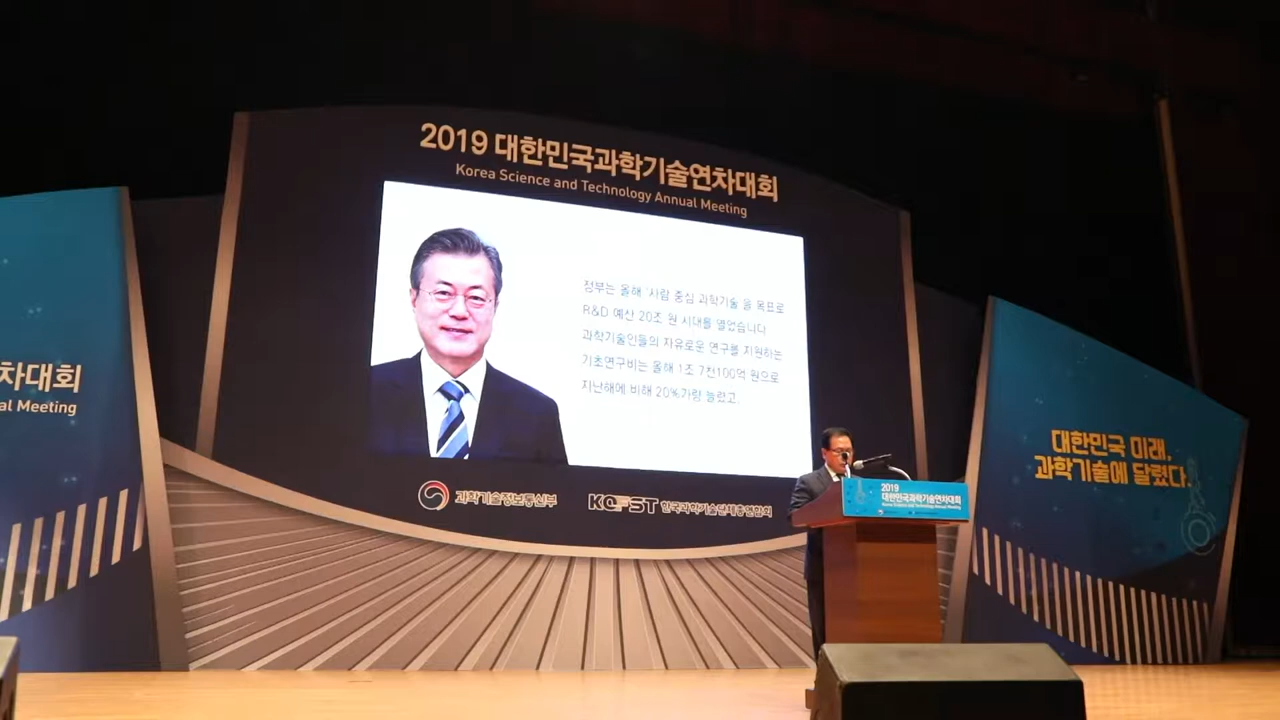 2019 대한민국과학기술연차대회
Korea Science and Technology Annual Meeting
정부는 올해 '사람 중심 과학기술'을 목표로
R&D 예산 20조 원 시대를 열었습니다
과학기술인들의 자유로운 연구를 지원하는
기초연구비는 올해 1조 7천100억 원으로
지난해에 비해 20%가량 늘렸고,
과학기술정보통신부
KOFST 한국과학기술단체총연합회
차대회
al Meeting
2019
대한민국과학기술연차대회
Korea Science and Technology Annual Meeting
대한민국 미래,
과학기술에 달렸다.